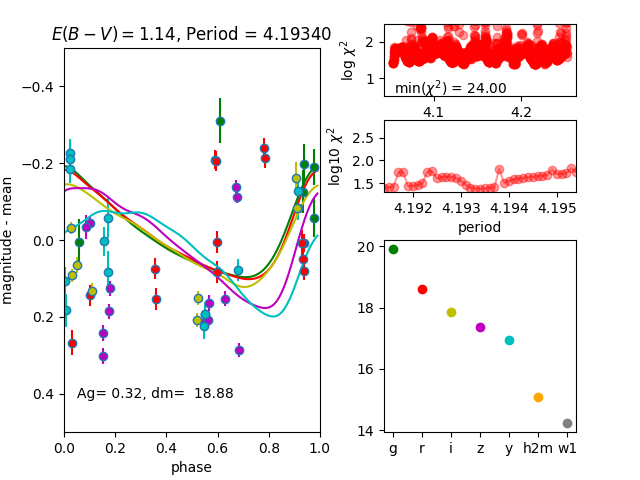 E(B − V) = 1.14, Period = 4.19340
magnitude - mean
−0.4
−0.2
0.0
0.2
0.4
Ag= 0.32, dm= 18.88
0.0 0.2 0.4 0.6 0.8 1.0
phase
log χ²
2
1
min(χ²) = 24.00
4.1 4.2
log10 χ²
2.5
2.0
1.5
4.192 4.193 4.194 4.195
period
20
18
16
14
g r i z y h2m w1